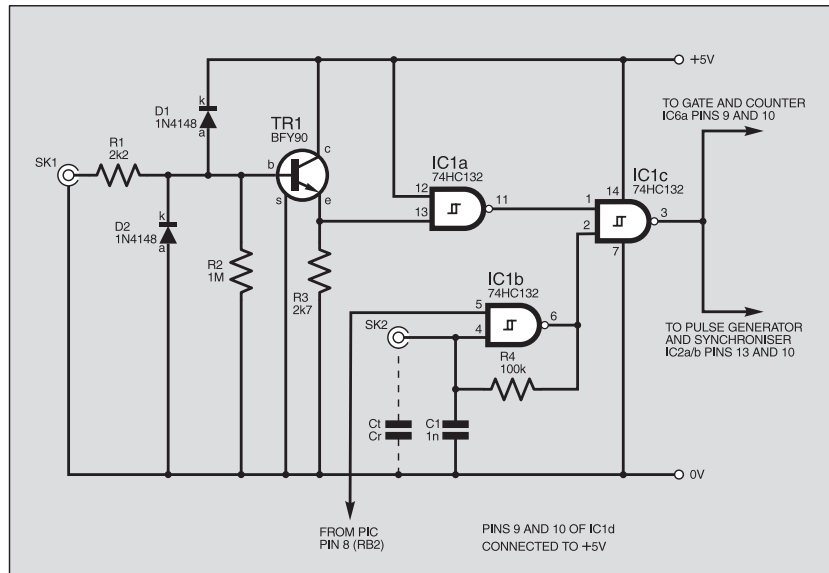 +5V
TO GATE AND COUNTER
IC6a PINS 9 AND 10
D1
1N4148
k
a
TR1
BFY90
R1
2k2
SK1
c
b
s
e
IC1a
74HC132
12
13
11
IC1c
74HC132
14
1
2
3
7
D2
1N4148
k
a
R2
1M
R3
2k7
IC1b
74HC132
5
4
6
SK2
R4
100k
TO PULSE GENERATOR
AND SYNCHRONISER
IC2a/b PINS 13 AND 10
Ct
Cr
C1
1n
0V
FROM PIC
PIN 8 (RB2)
PINS 9 AND 10 OF IC1d
CONNECTED TO +5V